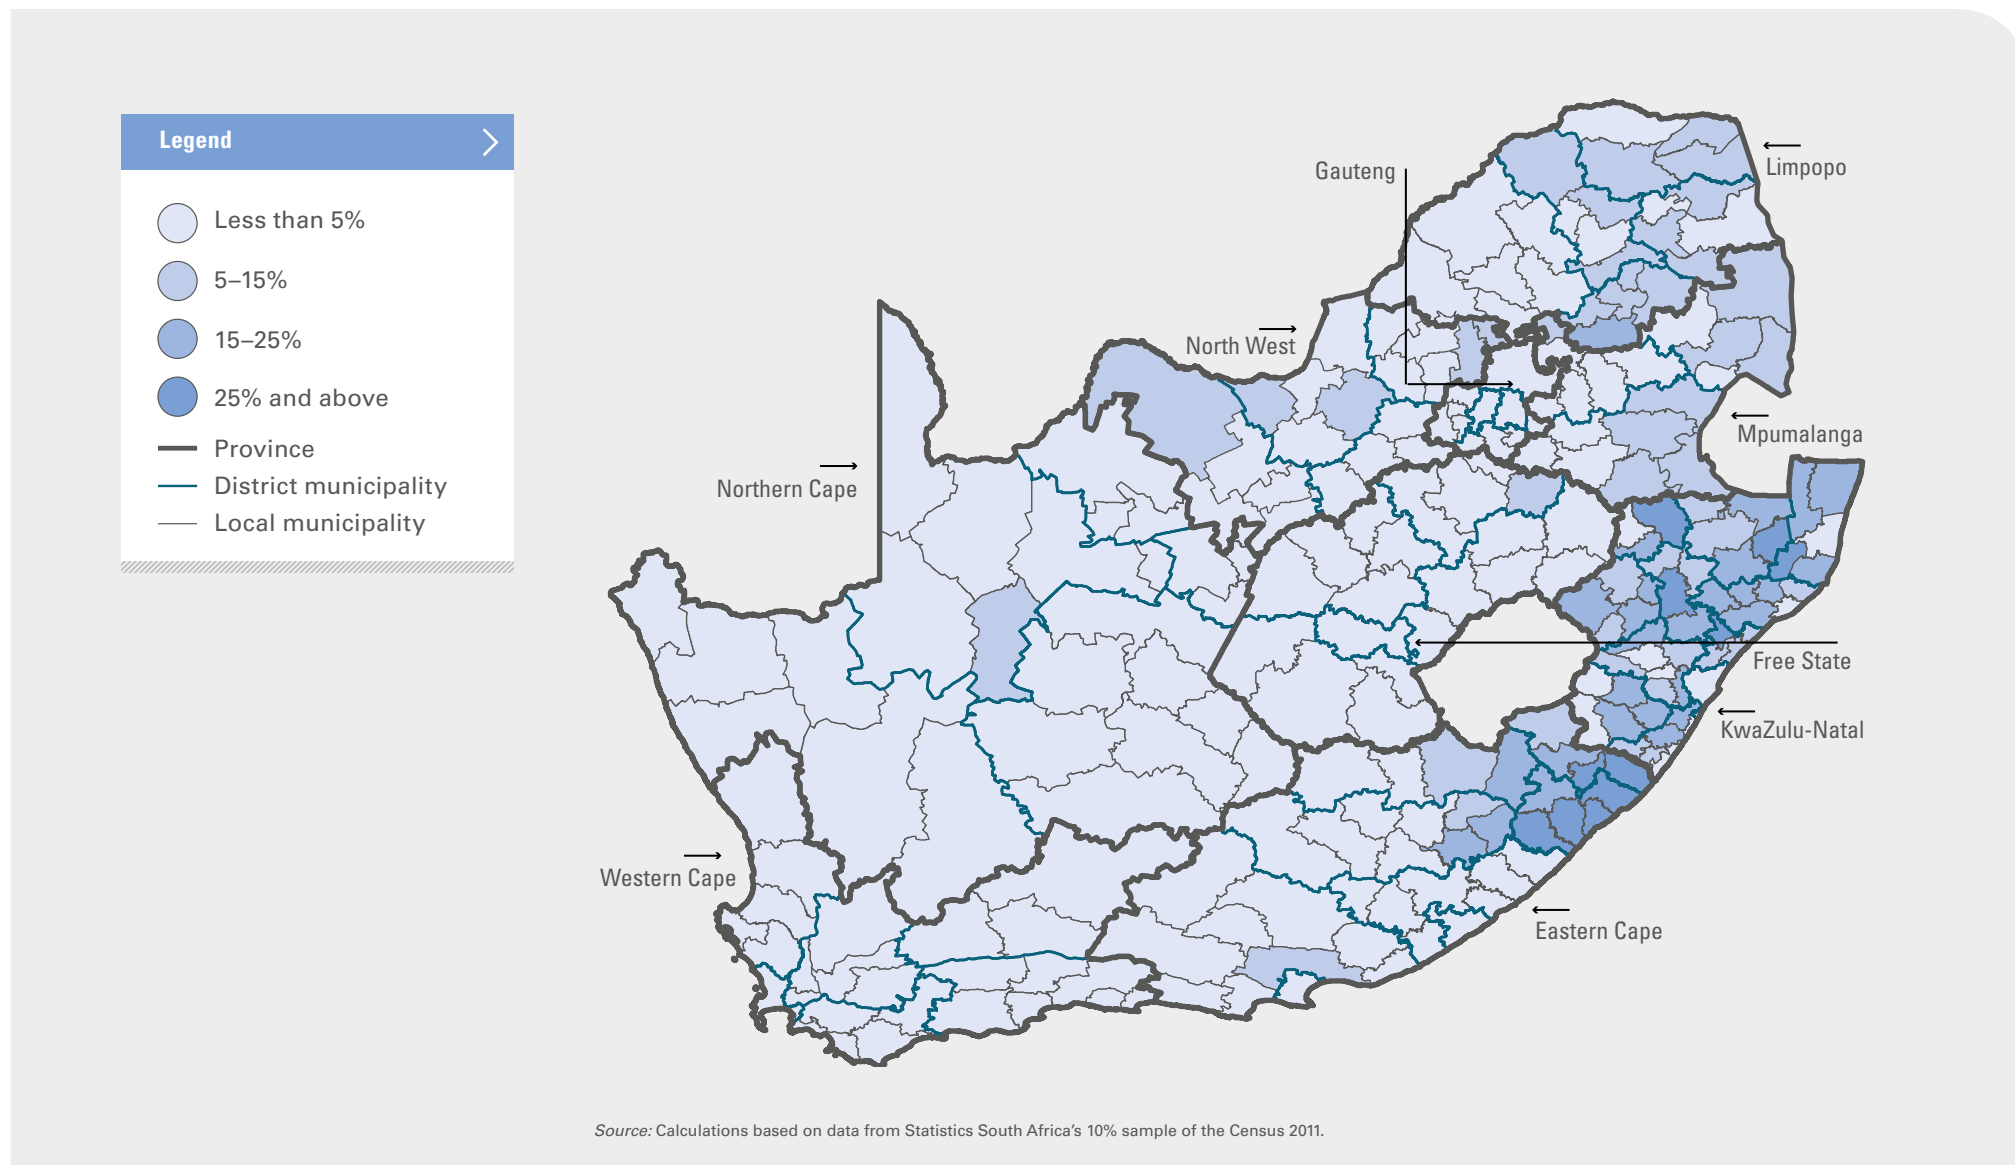 Legend
Less than 5%
5–15%
15–25%
25% and above
Province
District municipality
Local municipality
Gauteng
Limpopo
North West
Mpumalanga
Northern Cape
Free State
KwaZulu-Natal
Western Cape
Eastern Cape
Source: Calculations based on data from Statistics South Africa’s 10% sample of the Census 2011.